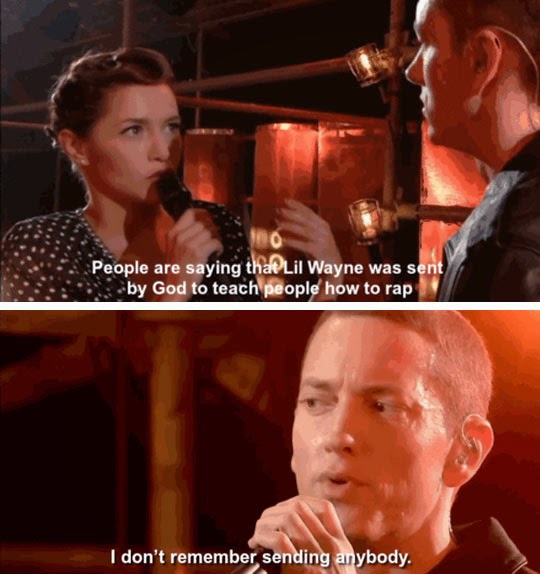 People are saying that Lil Wayne was sent
by God to teach people how to rap
I don't remember sending anybody.